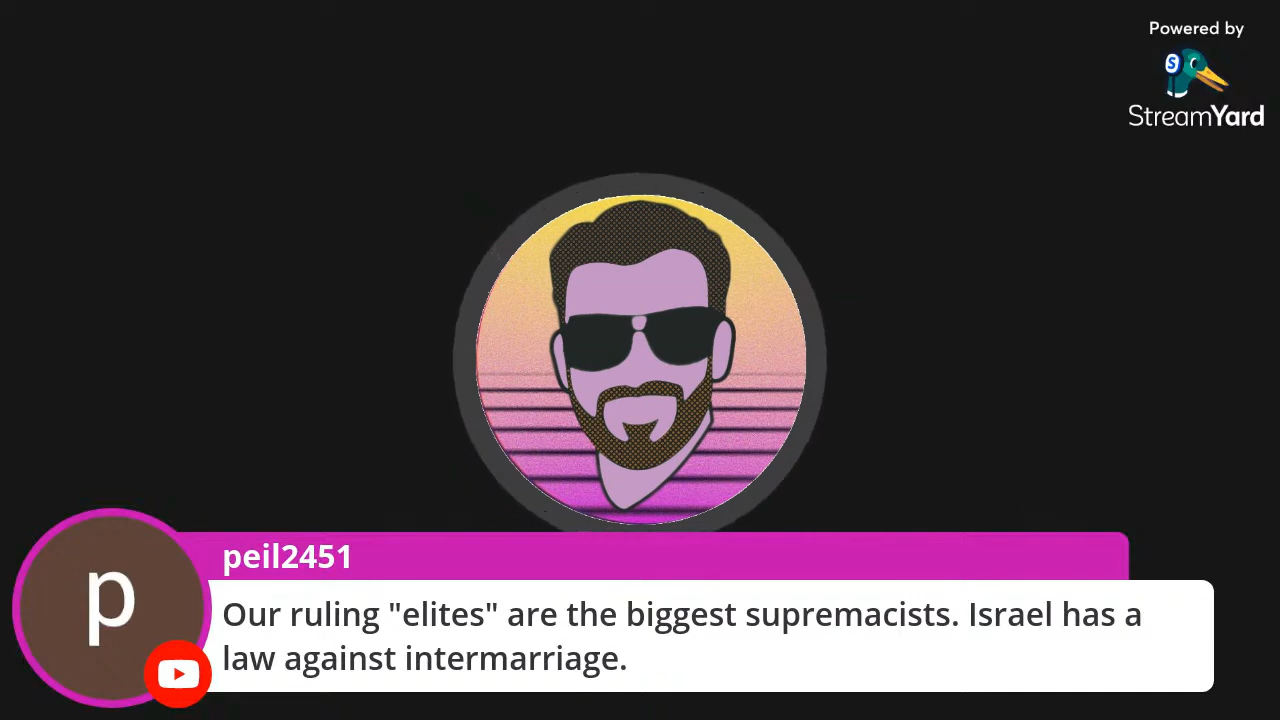 Powered by
S
StreamYard
peil2451
p
Our ruling "elites" are the biggest supremacists. Israel has a
law against intermarriage.